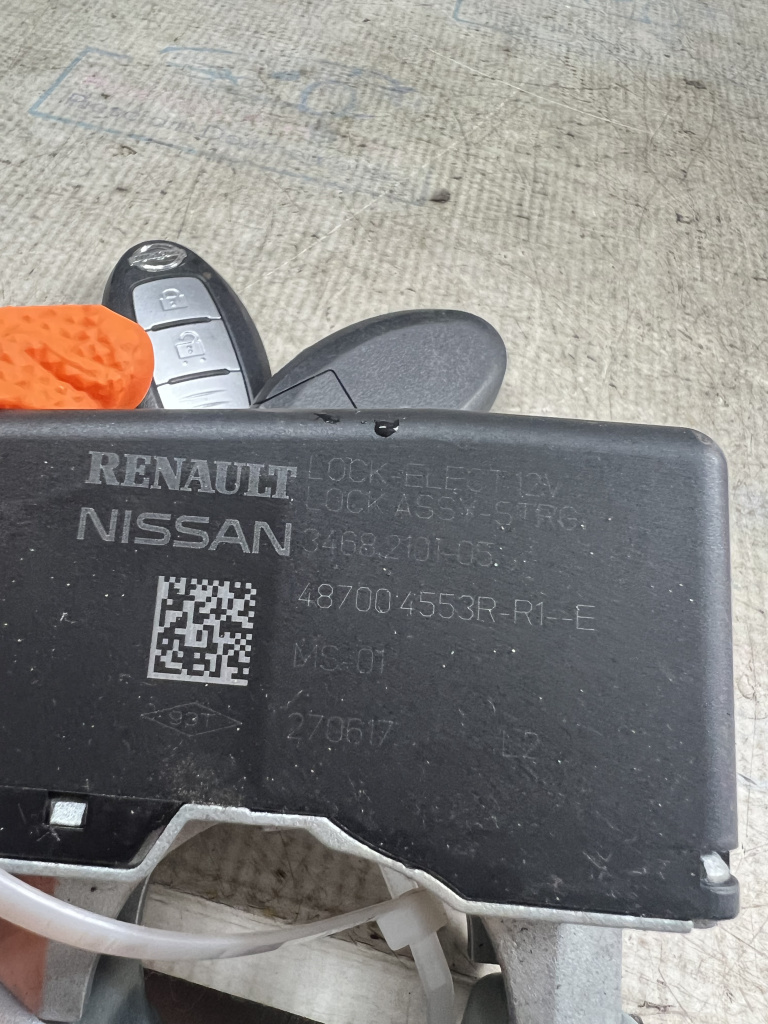 RENAULT LOCK-ELECT 12V
LOCK ASSY-STRG
NISSAN 3468.2101-05
48700 4553R-R1--E
MS-01
93T
270617 L2